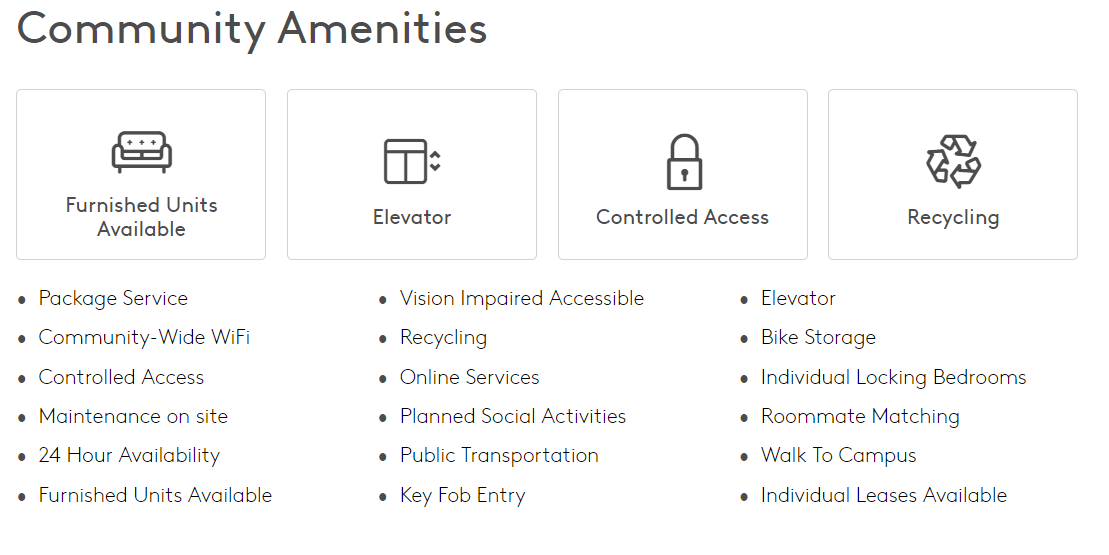 Community Amenities
Furnished Units
Available
Elevator
Controlled Access
Recycling
• Package Service
• Community-Wide WiFi
• Controlled Access
• Maintenance on site
• 24 Hour Availability
• Furnished Units Available
• Vision Impaired Accessible
• Recycling
• Online Services
• Planned Social Activities
• Public Transportation
• Key Fob Entry
• Elevator
• Bike Storage
• Individual Locking Bedrooms
• Roommate Matching
• Walk To Campus
• Individual Leases Available